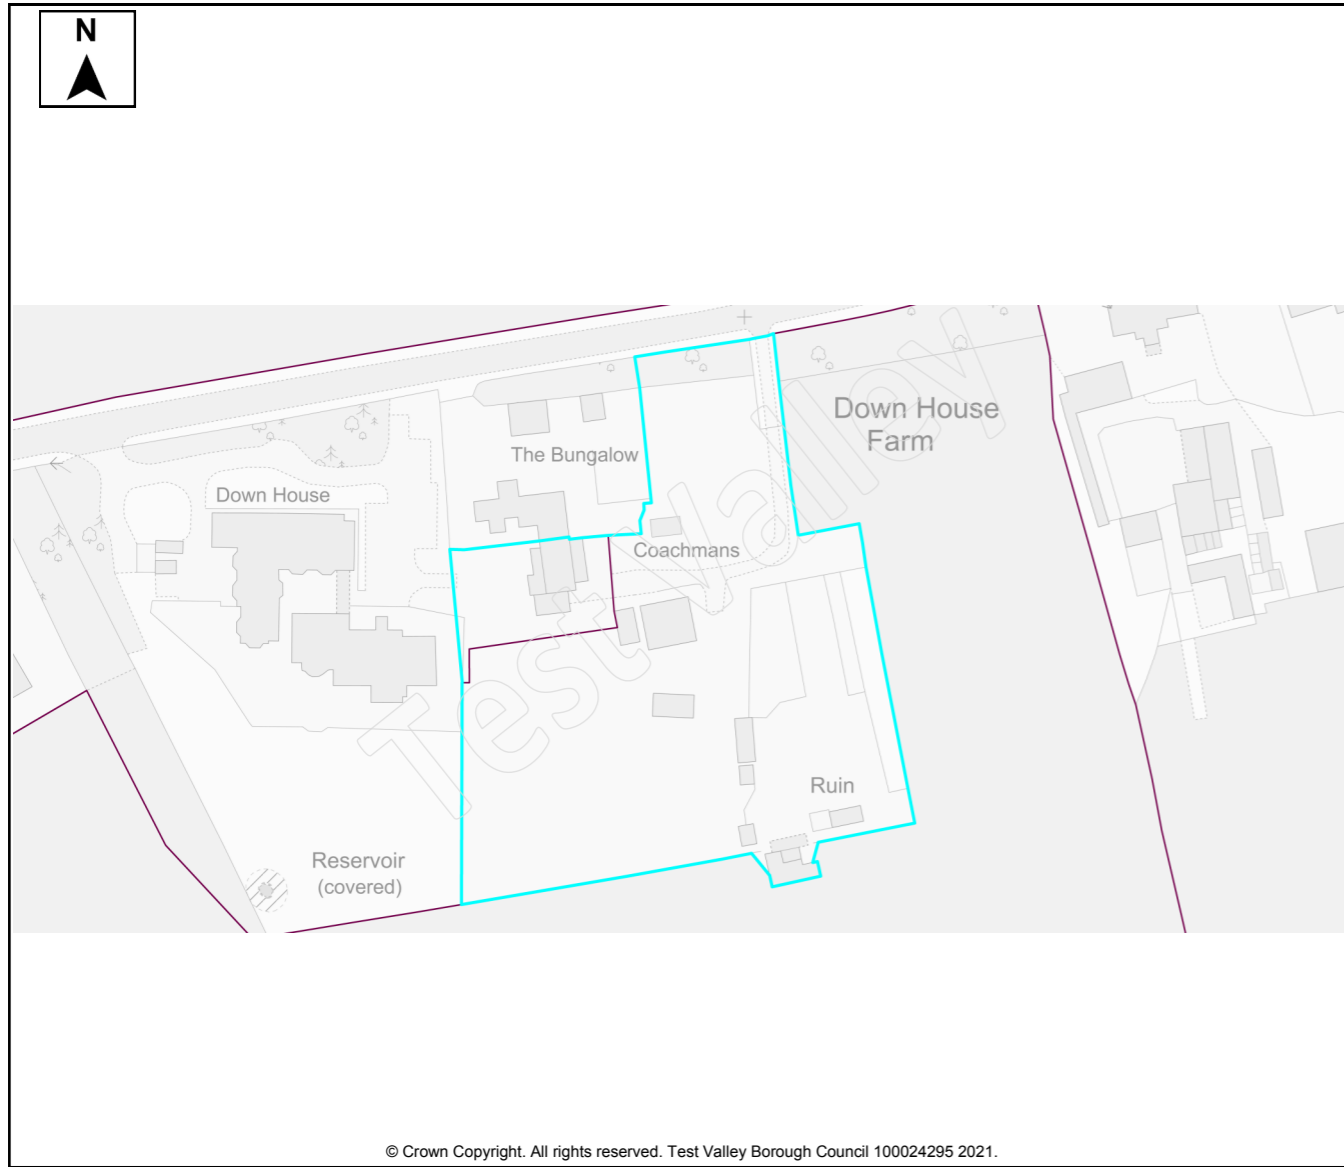 N
Down House
Farm
The Bungalow
Down House
Coachmans
Test Valley
Ruin
Reservoir
(covered)
© Crown Copyright. All rights reserved. Test Valley Borough Council 100024295 2021.